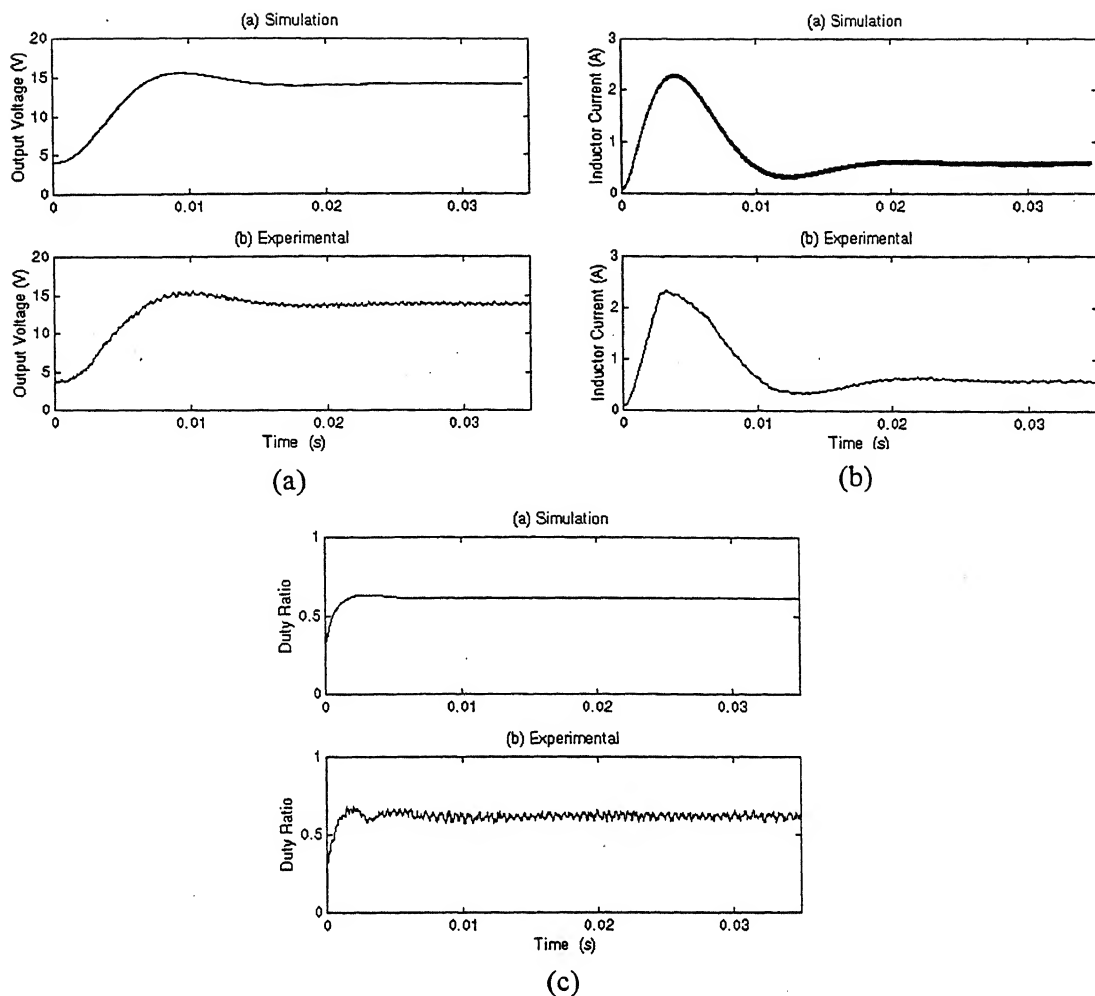 (a) Simulation
20
15
10
5
0
Output Voltage (V)
0 0.01 0.02 0.03
(b) Experimental
20
15
10
5
0
Output Voltage (V)
0 0.01 0.02 0.03
Time (s)
(a)
(a) Simulation
3
2
1
0
Inductor Current (A)
0 0.01 0.02 0.03
(b) Experimental
3
2
1
0
Inductor Current (A)
0 0.01 0.02 0.03
Time (s)
(b)
(a) Simulation
1
0.5
0
Duty Ratio
0 0.01 0.02 0.03
(b) Experimental
1
0.5
0
Duty Ratio
0 0.01 0.02 0.03
Time (s)
(c)